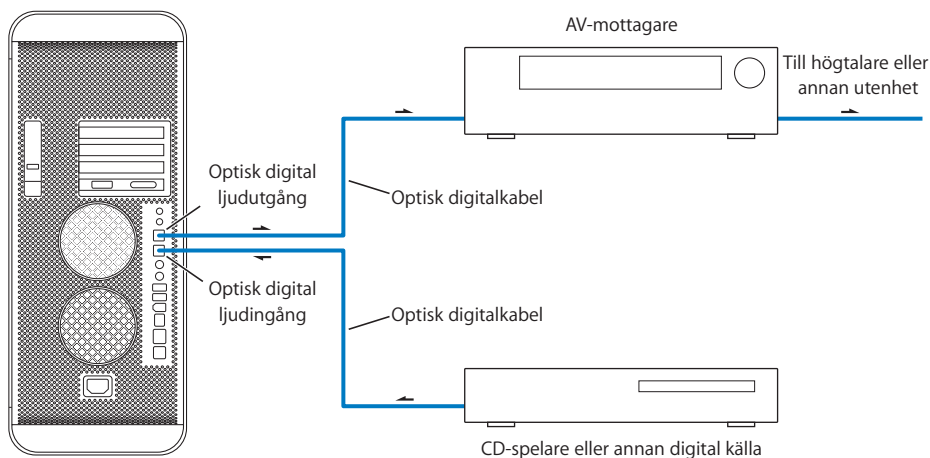 AV-mottagare
Till högtalare eller
annan utenhet
Optisk digital
ljudutgång
Optisk digitalkabel
Optisk digital
ljudingång
Optisk digitalkabel
CD-spelare eller annan digital källa